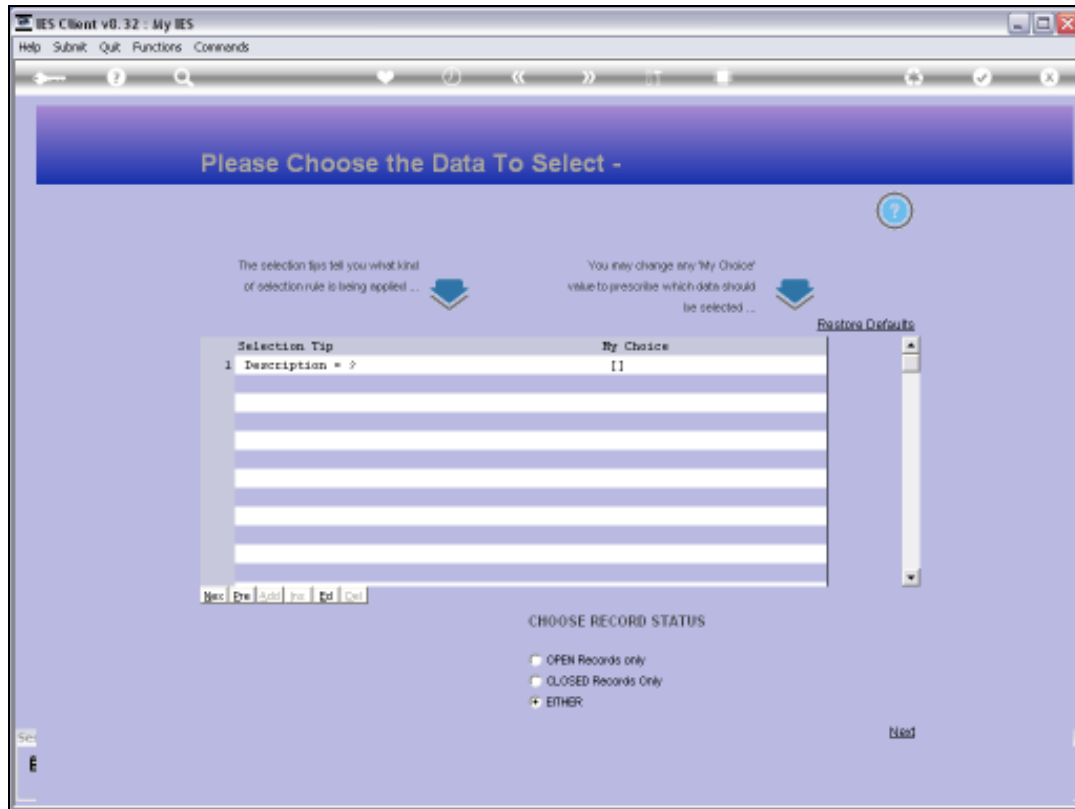 IES Client v8.32 : My IES
Help Submit Quit Functions Commands
Please Choose the Data To Select -
?
The selection tips tell you what kind
of selection rule is being applied ...
You may change any 'My Choice'
value to prescribe which data should
be selected ...
Restore Defaults
Selection Tip My Choice
1 Description = ? []
Nex Pre Add Ins Ed Del
CHOOSE RECORD STATUS
OPEN Records only
CLOSED Records Only
EITHER
Next